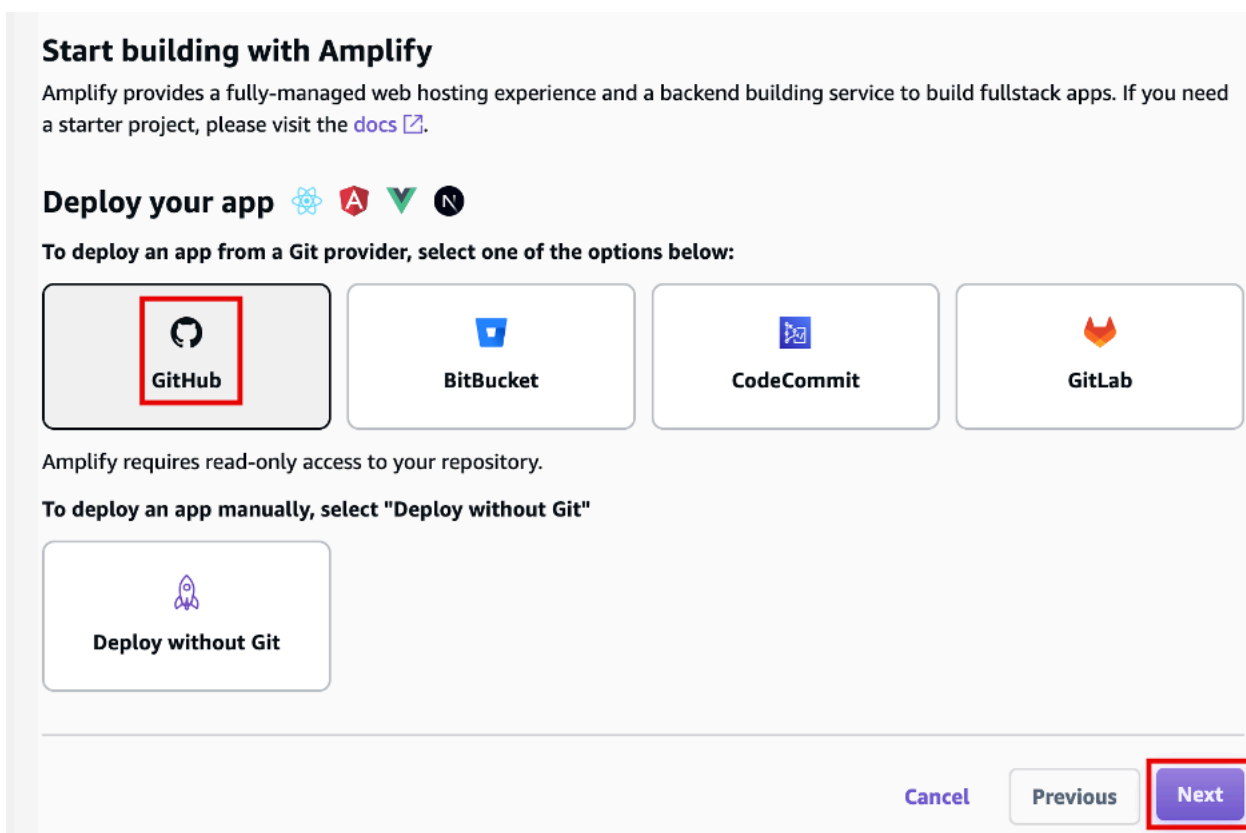 Start building with Amplify
Amplify provides a fully-managed web hosting experience and a backend building service to build fullstack apps. If you need
a starter project, please visit the docs.
Deploy your app
To deploy an app from a Git provider, select one of the options below:
GitHub
BitBucket
CodeCommit
GitLab
Amplify requires read-only access to your repository.
To deploy an app manually, select "Deploy without Git"
Deploy without Git
Cancel
Previous
Next